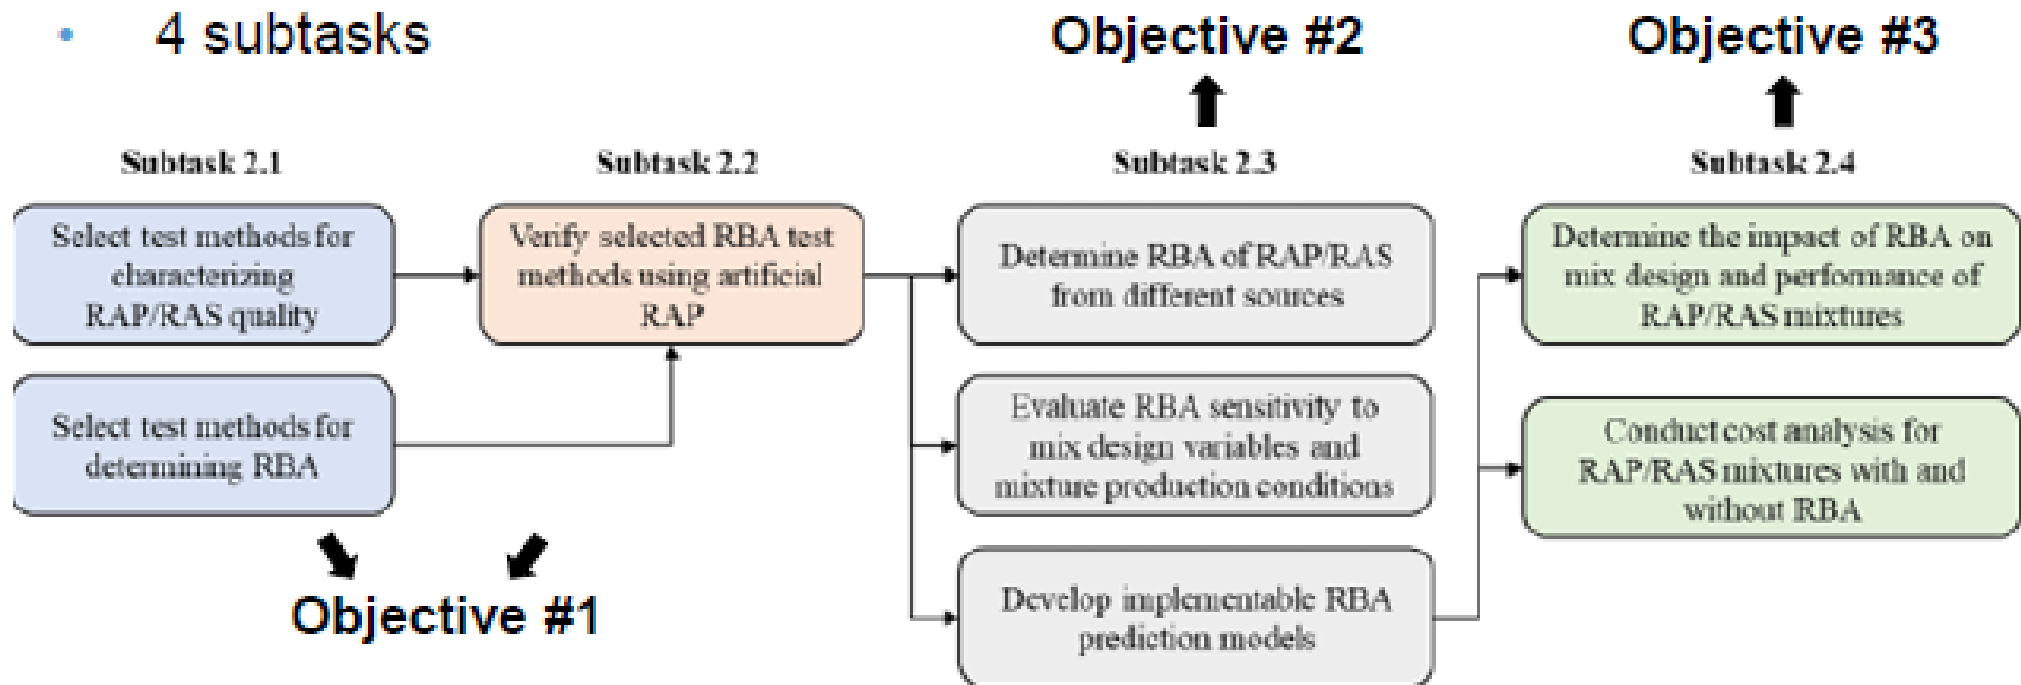 • 4 subtasks
Objective #2
Objective #3
Subtask 2.1
Subtask 2.2
Subtask 2.3
Subtask 2.4
Select test methods for
characterizing
RAP/RAS quality
Select test methods for
determining RBA
Verify selected RBA test
methods using artificial
RAP
Determine RBA of RAP/RAS
from different sources
Evaluate RBA sensitivity to
mix design variables and
mixture production conditions
Develop implementable RBA
prediction models
Determine the impact of RBA on
mix design and performance of
RAP/RAS mixtures
Conduct cost analysis for
RAP/RAS mixtures with and
without RBA
Objective #1